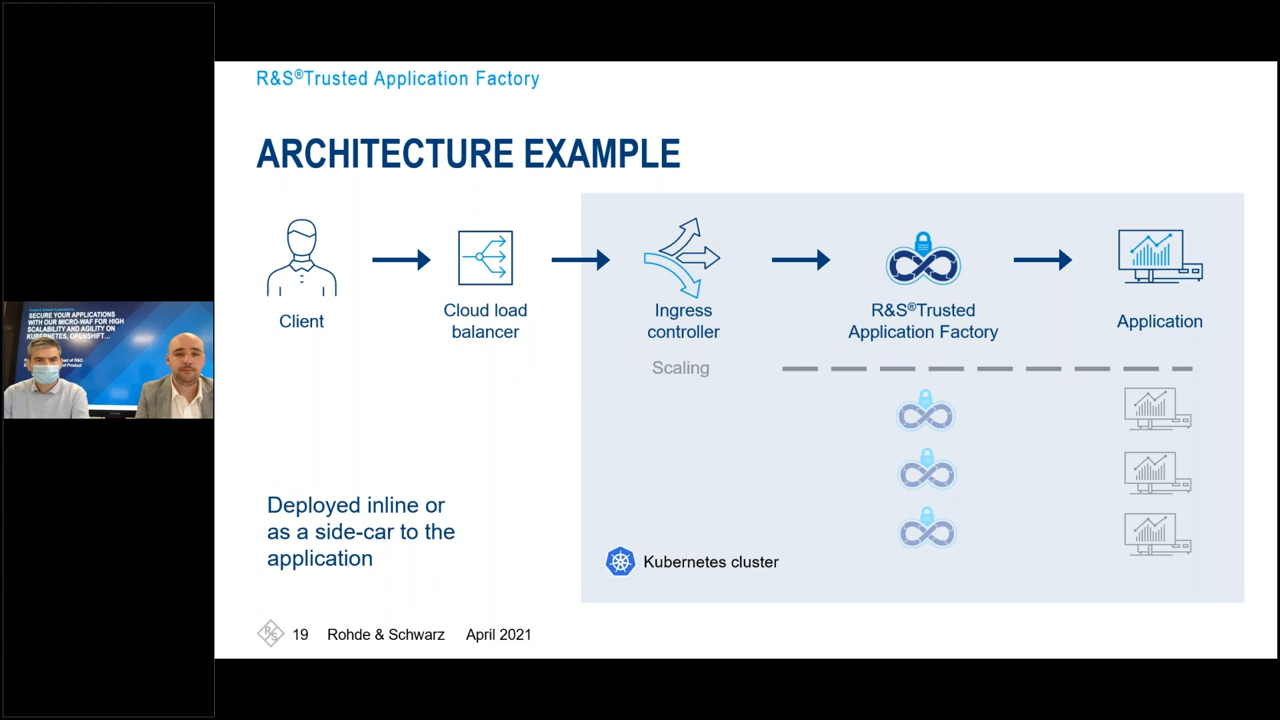 R&S®Trusted Application Factory
ARCHITECTURE EXAMPLE
Client
Cloud load
balancer
Ingress
controller
R&S®Trusted
Application Factory
Application
Scaling
Deployed inline or
as a side-car to the
application
Kubernetes cluster
R&S
19 Rohde & Schwarz April 2021
SECURE YOUR APPLICATIONS
WITH OUR MICRO-WAF FOR HIGH
SCALABILITY AND AGILITY ON
KUBERNETES, OPENSHIFT...